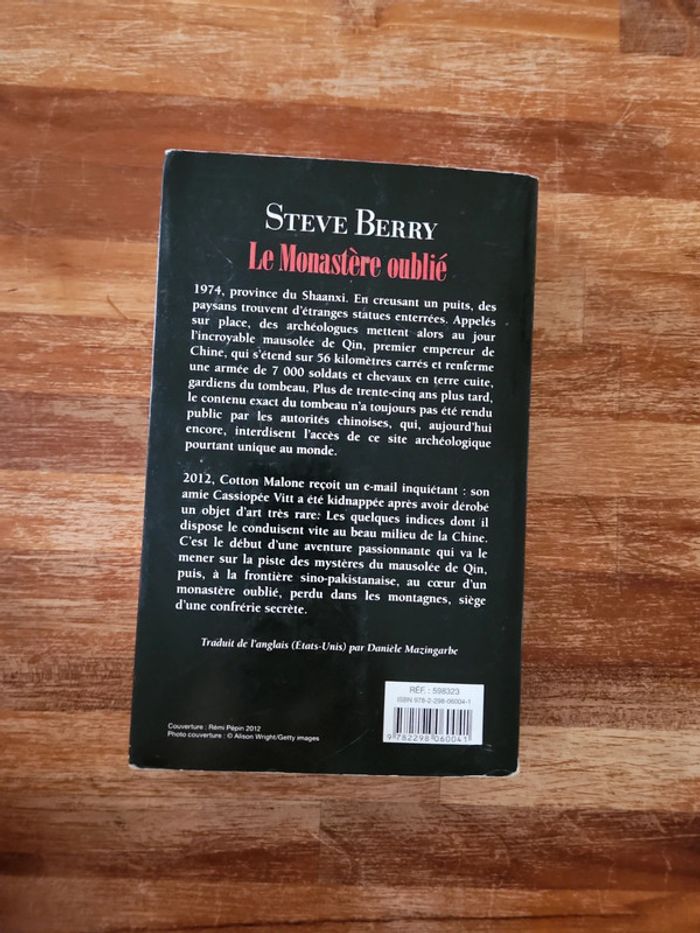 STEVE BERRY
Le Monastère oublié
1974, province du Shaanxi. En creusant un puits, des
paysans trouvent d'étranges statues enterrées. Appelés
sur place, des archéologues mettent alors au jour
l'incroyable mausolée de Qin, premier empereur de
Chine, qui s'étend sur 56 kilomètres carrés et renferme
une armée de 7 000 soldats et chevaux en terre cuite,
gardiens du tombeau. Plus de trente-cinq ans plus tard,
le contenu exact du tombeau n'a toujours pas été rendu
public par les autorités chinoises, qui, aujourd'hui
encore, interdisent l'accès de ce site archéologique
pourtant unique au monde.
2012, Cotton Malone reçoit un e-mail inquiétant : son
amie Cassiopée Vitt a été kidnappée après avoir dérobé
un objet d'art très rare. Les quelques indices dont il
dispose le conduisent vite au beau milieu de la Chine.
C'est le début d'une aventure passionnante qui va le
mener sur la piste des mystères du mausolée de Qin,
puis, à la frontière sino-pakistanaise, au cœur d'un
monastère oublié, perdu dans les montagnes, siège
d'une confrérie secrète.
Traduit de l'anglais (États-Unis) par Danièle Mazingarbe
RÉF. : 598323
ISBN 978-2-298-06004-1
9 782298 060041
Couverture : Rémi Pépin 2012
Photo couverture : © Alison Wright/Getty images